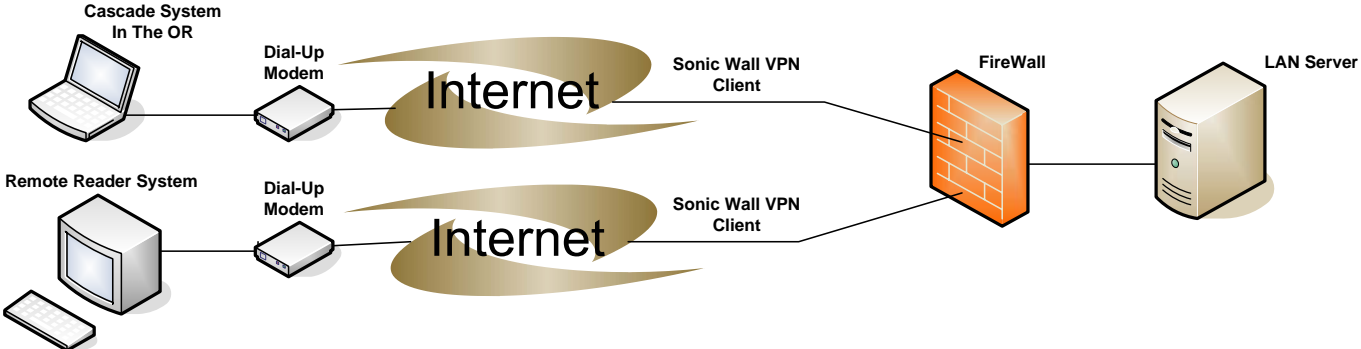 Cascade System
In The OR
Dial-Up
Modem
Internet
Sonic Wall VPN
Client
FireWall
LAN Server
Remote Reader System
Dial-Up
Modem
Internet
Sonic Wall VPN
Client